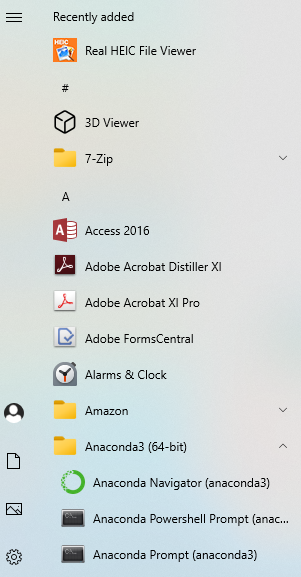 Recently added
HEIC
Real HEIC File Viewer
#
3D Viewer
7-Zip
A
Access 2016
Adobe Acrobat Distiller XI
Adobe Acrobat XI Pro
Adobe FormsCentral
Alarms & Clock
Amazon
Anaconda3 (64-bit)
Anaconda Navigator (anaconda3)
Anaconda Powershell Prompt (anac...
Anaconda Prompt (anaconda3)